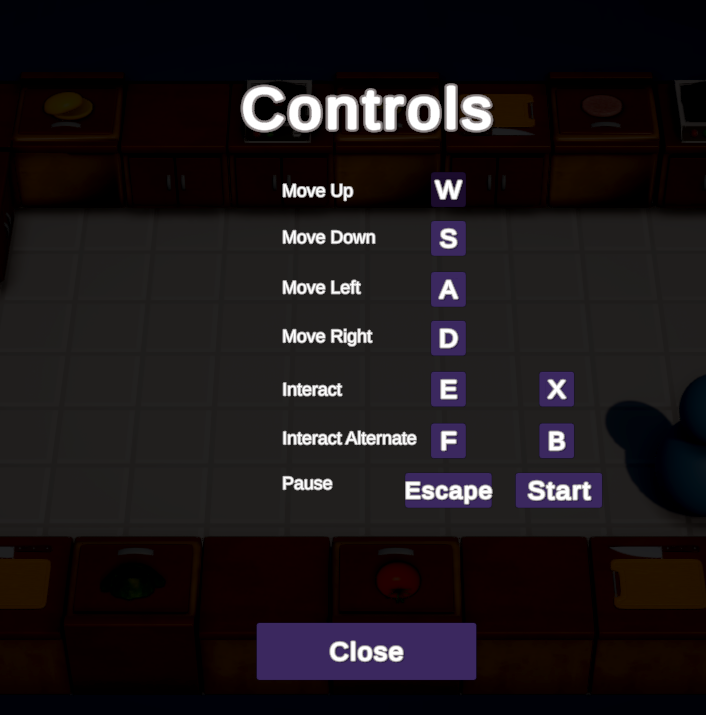 Controls
Move Up W
Move Down S
Move Left A
Move Right D
Interact E X
Interact Alternate F B
Pause Escape Start
Close